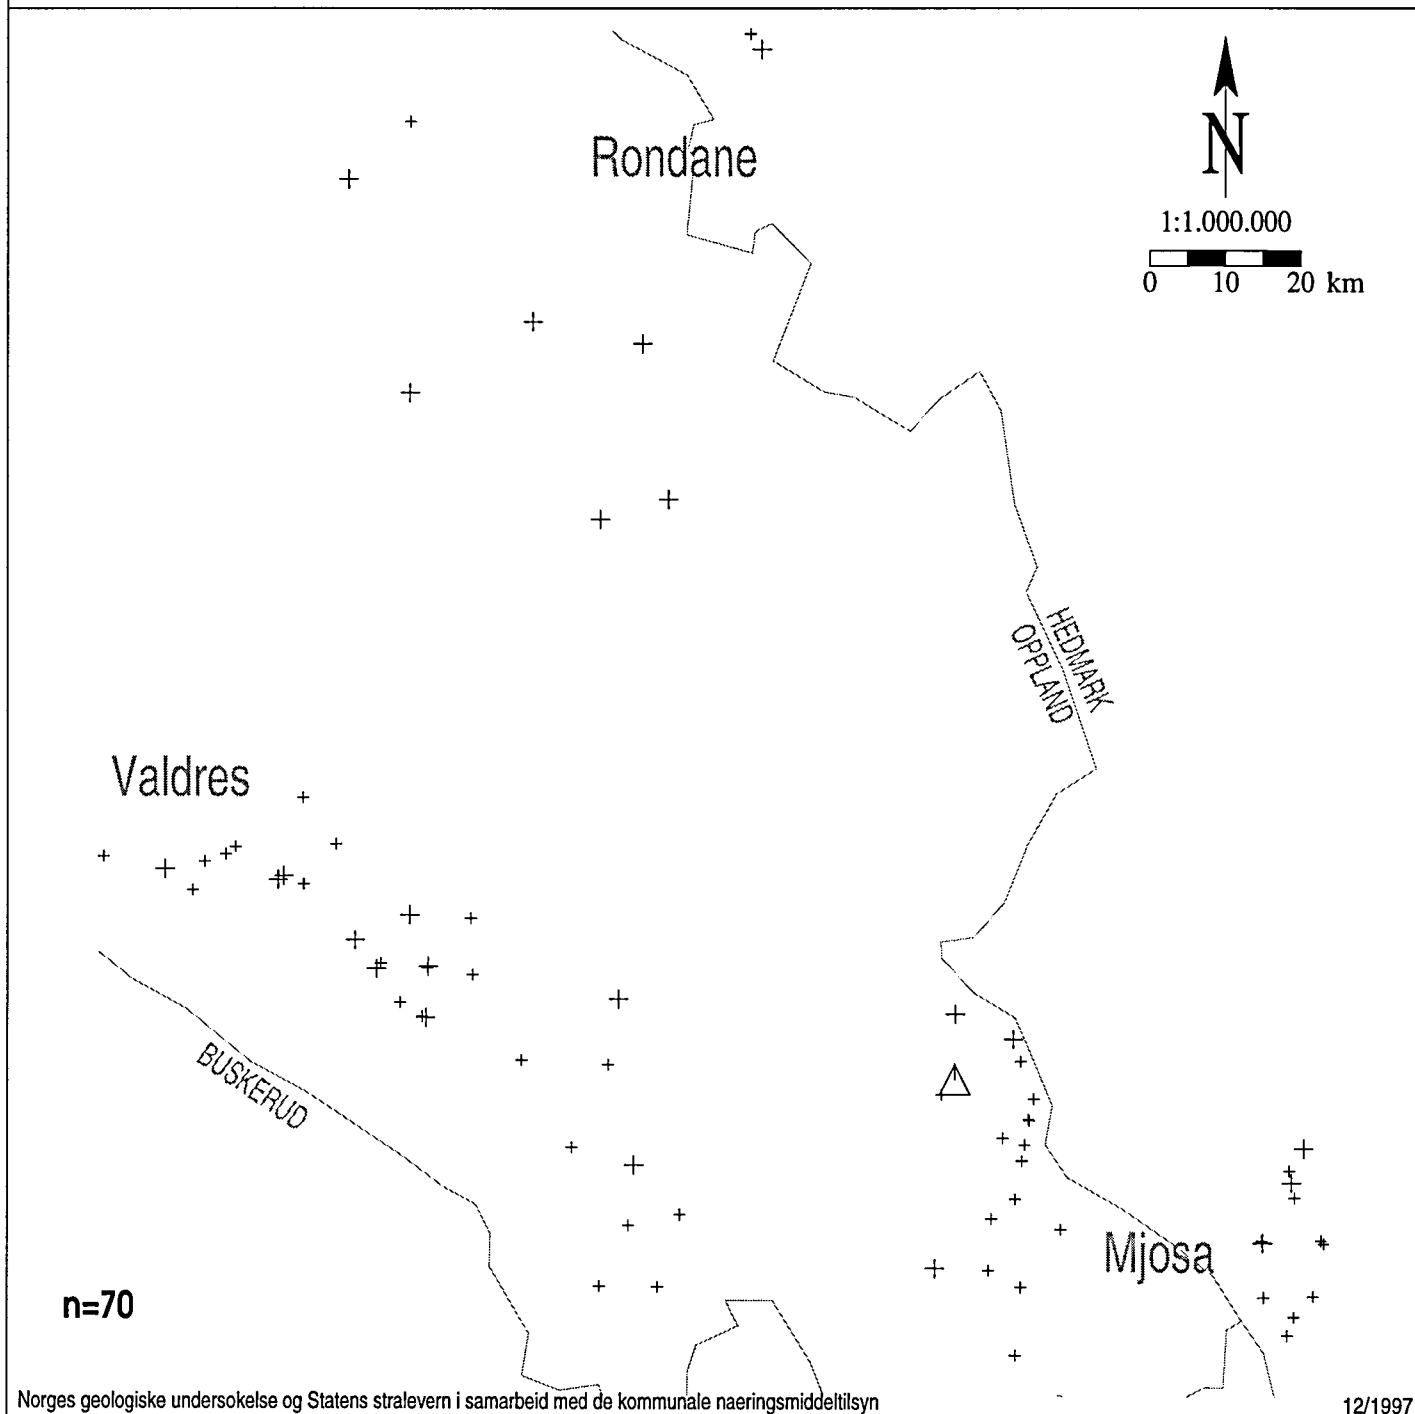 Rondane
N
1:1.000.000
0 10 20 km
HEDMARK
OPPLAND
Valdres
BUSKERUD
Mjosa
n=70
Norges geologiske undersokelse og Statens stralevern i samarbeid med de kommunale naeringsmiddeltilsyn
12/1997